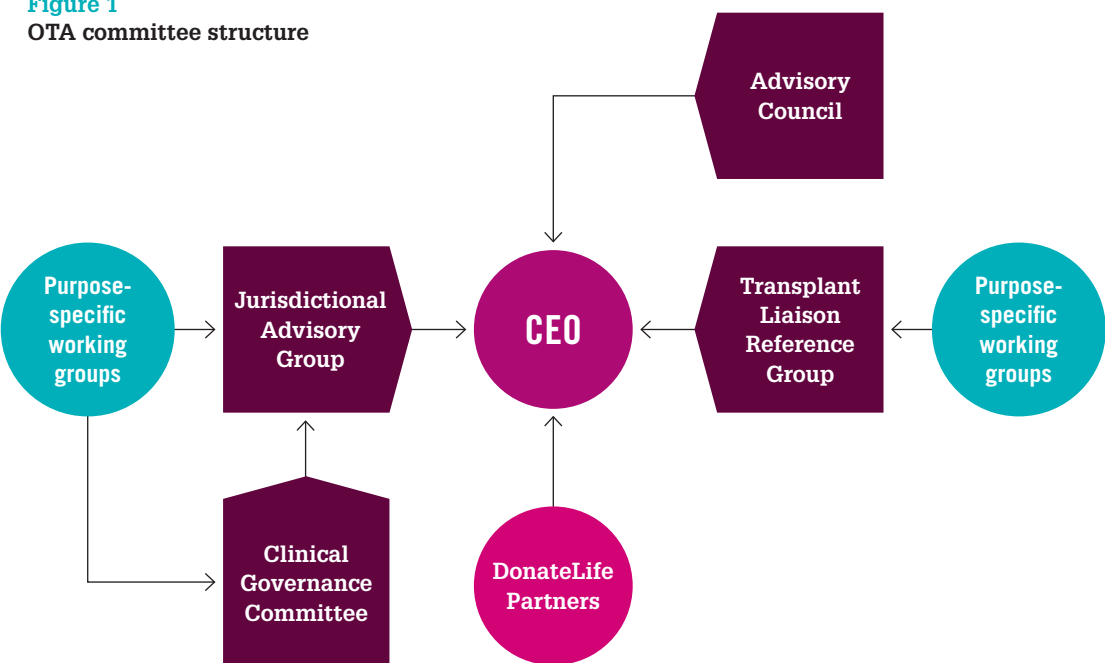 Figure 1
OTA committee structure
Advisory
Council
Purpose-
specific
working
groups
Jurisdictional
Advisory
Group
CEO
Transplant
Liaison
Reference
Group
Purpose-
specific
working
groups
Clinical
Governance
Committee
DonateLife
Partners